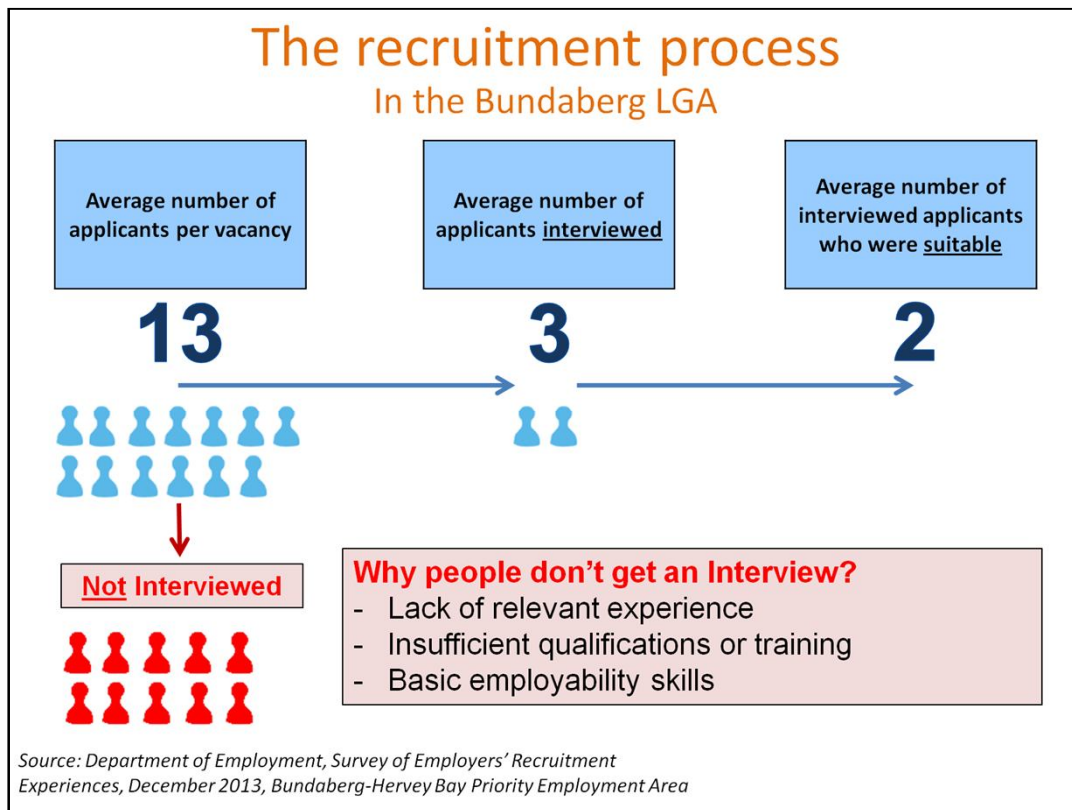 The recruitment process
In the Bundaberg LGA
Average number of
applicants per vacancy
Average number of
applicants interviewed
Average number of
interviewed applicants
who were suitable
13
3
2
Not Interviewed
Why people don’t get an Interview?
- Lack of relevant experience
- Insufficient qualifications or training
- Basic employability skills
Source: Department of Employment, Survey of Employers’ Recruitment
Experiences, December 2013, Bundaberg-Hervey Bay Priority Employment Area